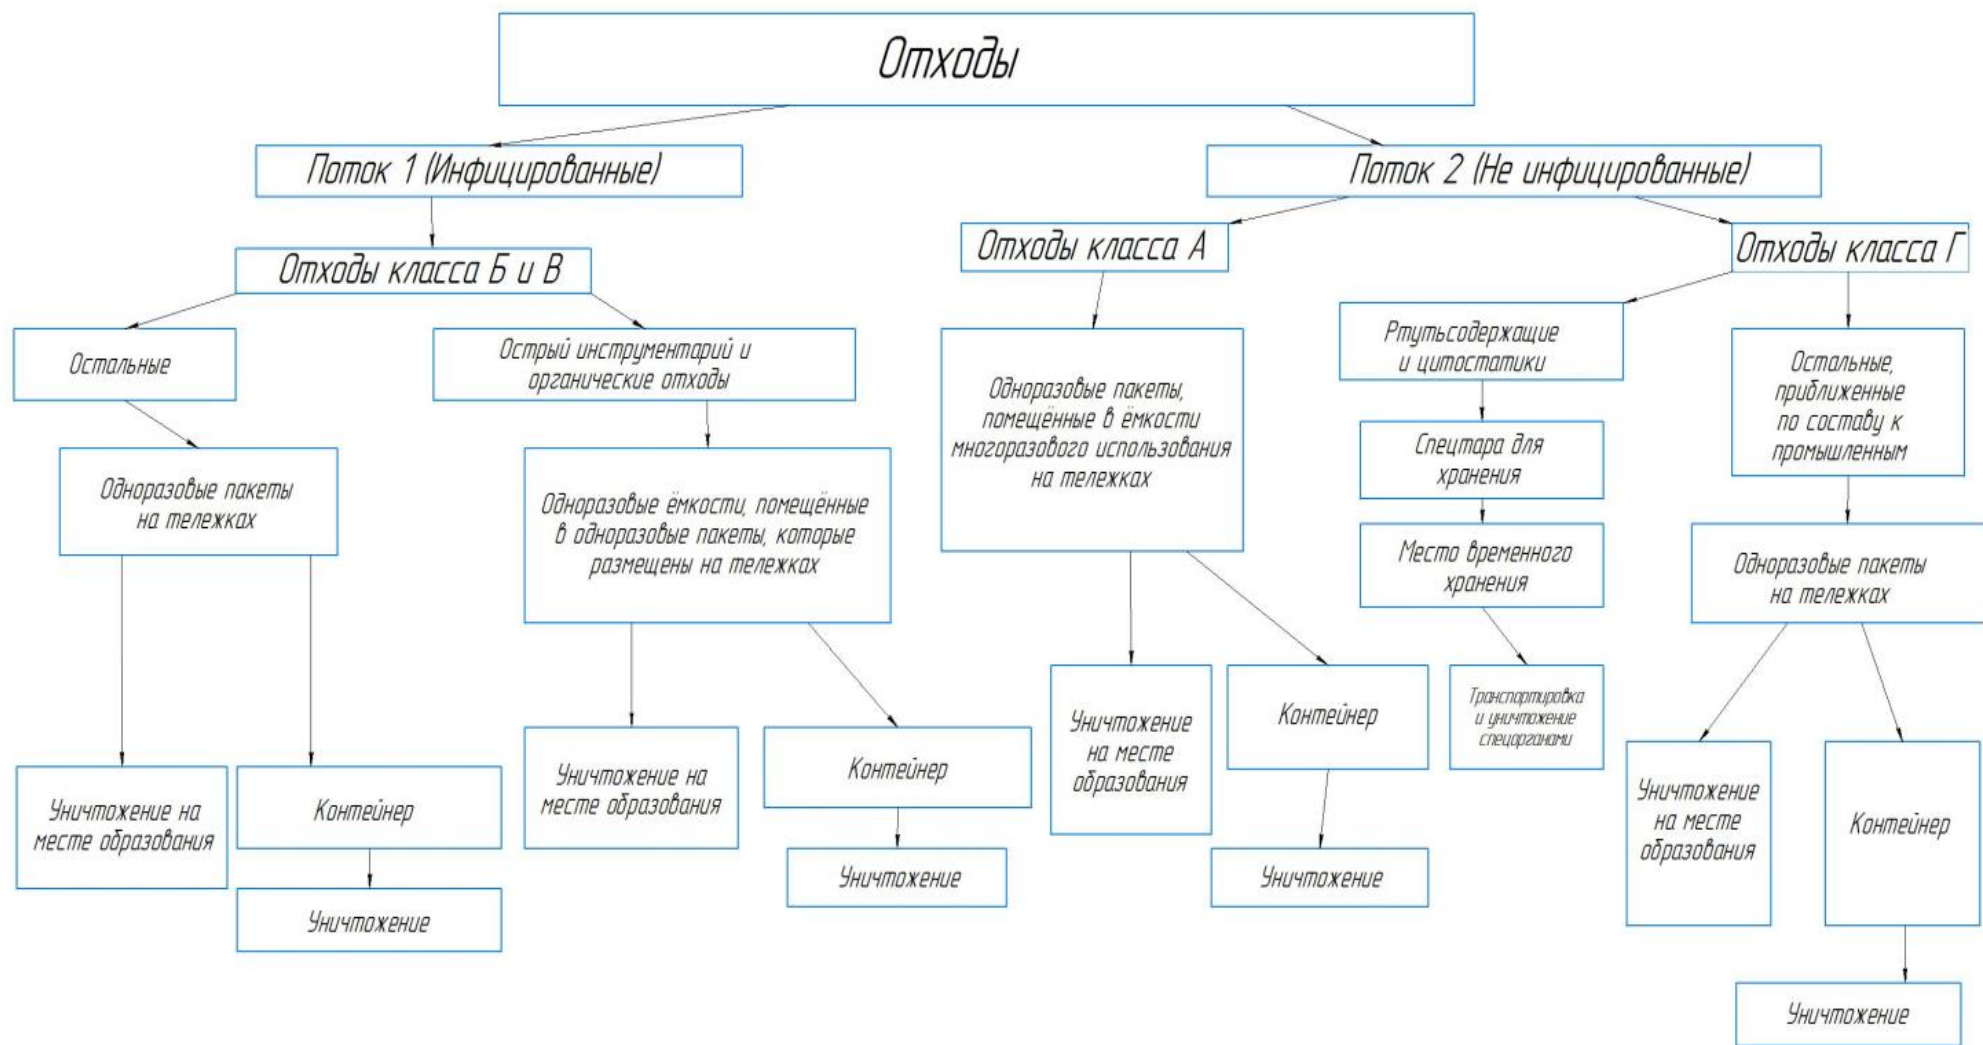 Отходы
Поток 1 (Инфицированные)
Поток 2 (Не инфицированные)
Отходы класса Б и В
Отходы класса А
Отходы класса Г
Остальные
Острый инструментарий и
органические отходы
Одноразовые пакеты
на тележках
Одноразовые ёмкости, помещённые
в одноразовые пакеты, которые
размещены на тележках
Уничтожение на
месте образования
Контейнер
Уничтожение
Уничтожение на
месте образования
Контейнер
Уничтожение
Одноразовые пакеты,
помещённые в ёмкости
многоразового использования
на тележках
Уничтожение
на месте
образования
Контейнер
Уничтожение
Ртутьсодержащие
и цитостатики
Спецтара для
хранения
Место временного
хранения
Транспортировка
и уничтожение
спецорганами
Остальные,
приближенные
по составу к
промышленным
Одноразовые пакеты
на тележках
Уничтожение
на месте
образования
Контейнер
Уничтожение